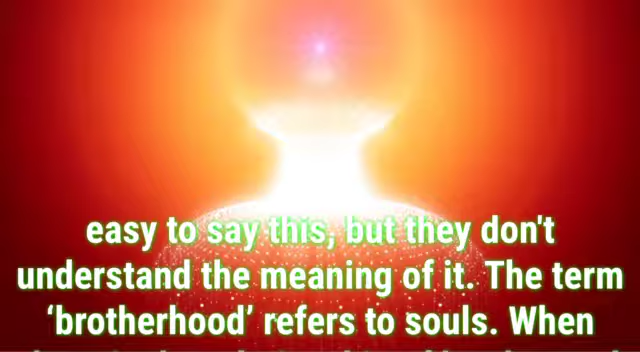 easy to say this, but they don't
understand the meaning of it. The term
‘brotherhood’ refers to souls. When